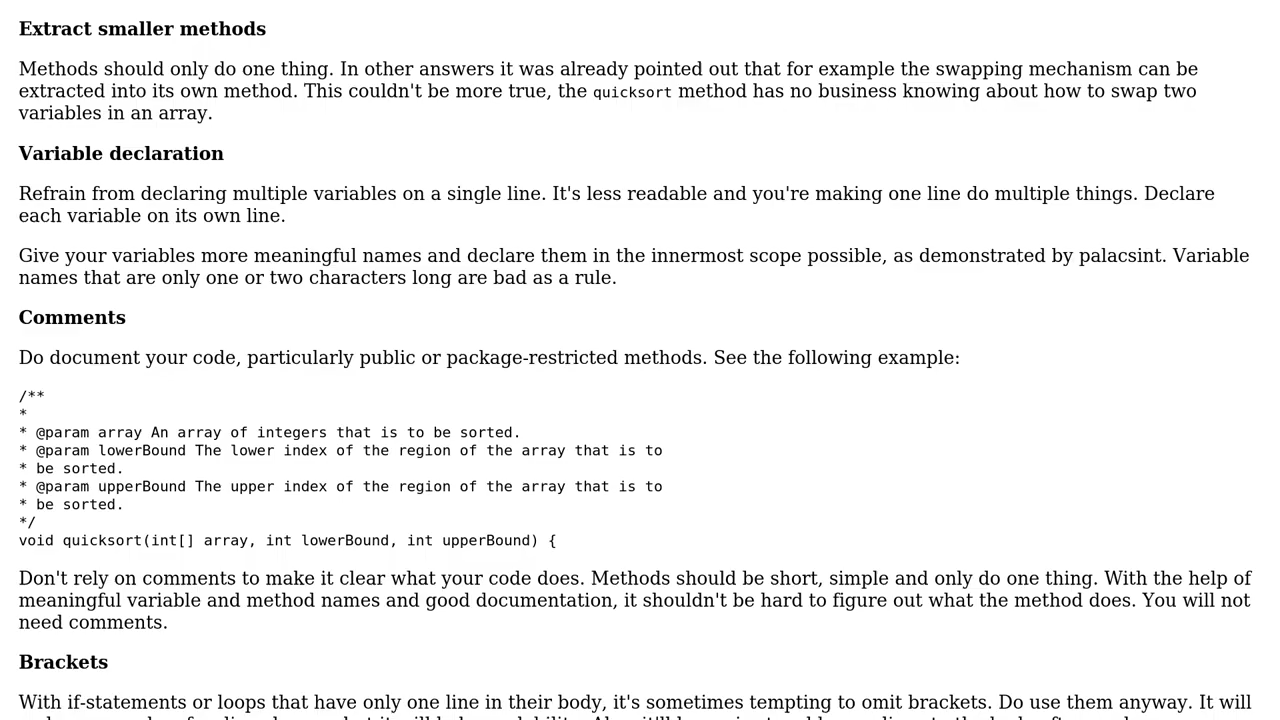 Extract smaller methods
Methods should only do one thing. In other answers it was already pointed out that for example the swapping mechanism can be
extracted into its own method. This couldn't be more true, the quicksort method has no business knowing about how to swap two
variables in an array.
Variable declaration
Refrain from declaring multiple variables on a single line. It's less readable and you're making one line do multiple things. Declare
each variable on its own line.
Give your variables more meaningful names and declare them in the innermost scope possible, as demonstrated by palacsint. Variable
names that are only one or two characters long are bad as a rule.
Comments
Do document your code, particularly public or package-restricted methods. See the following example:
/**
*
* @param array An array of integers that is to be sorted.
* @param lowerBound The lower index of the region of the array that is to
* be sorted.
* @param upperBound The upper index of the region of the array that is to
* be sorted.
*/
void quicksort(int[] array, int lowerBound, int upperBound) {
Don't rely on comments to make it clear what your code does. Methods should be short, simple and only do one thing. With the help of
meaningful variable and method names and good documentation, it shouldn't be hard to figure out what the method does. You will not
need comments.
Brackets
With if-statements or loops that have only one line in their body, it's sometimes tempting to omit brackets. Do use them anyway. It will